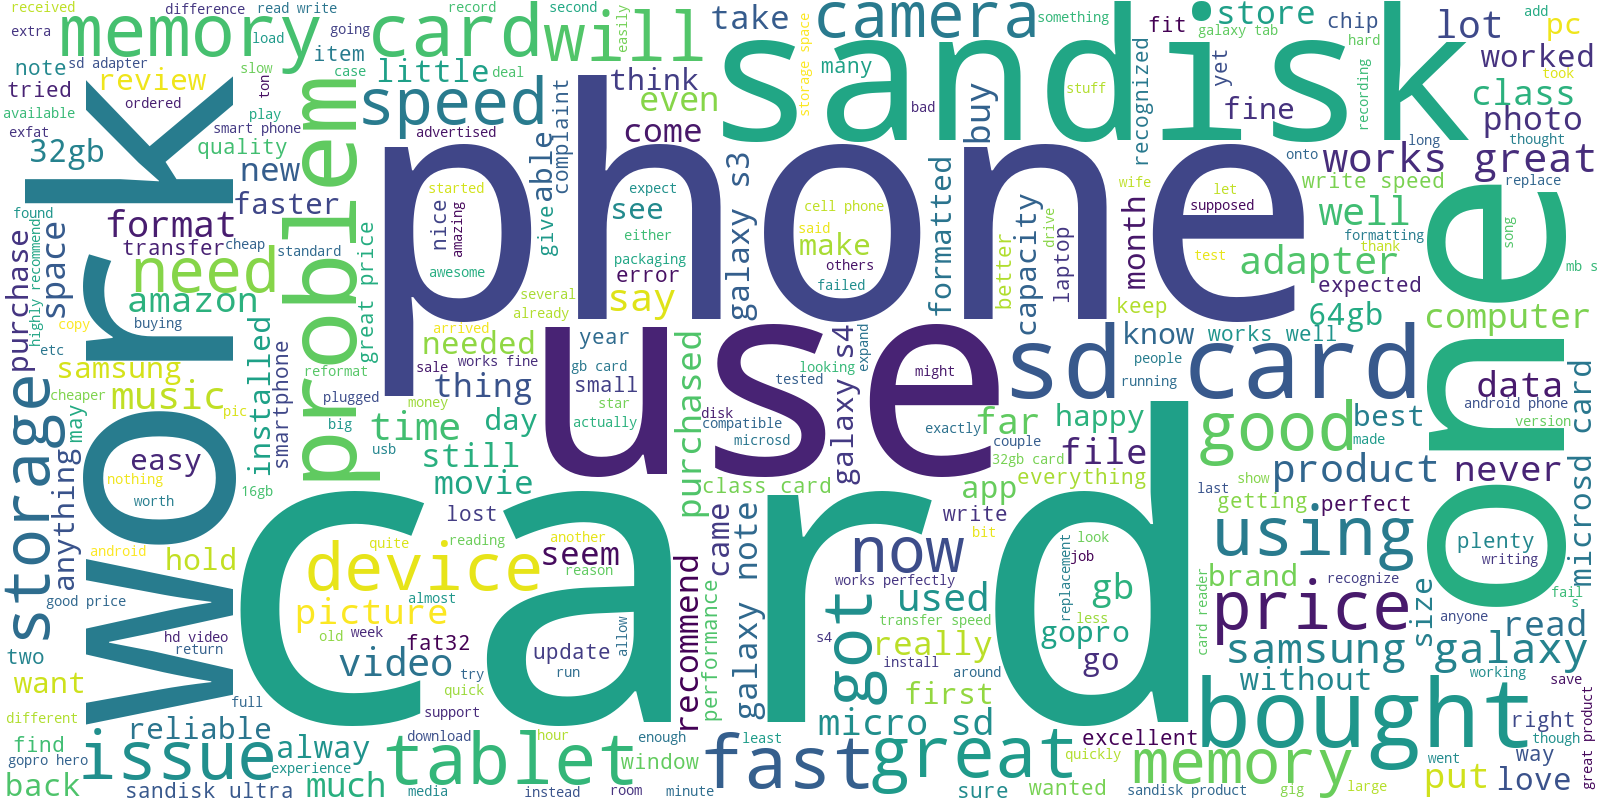 received
difference
read write
record
second
easily
take
camera
something
store
fit
chip
add
extra
load
going
memory
card
will
galaxy tab
lot
pc
note
sd adapter
item
sandisk
hard
worked
tried
review
slow
case
little
deal
think
many
storage space
yet
took
available
ordered
ton
speed
even
bad
stuff
recognized
fine
recording
class
exfat
play
smart phone
advertised
come
buy
photo
32gb
quality
able
complaint
long
thought
new
problem
phone
onto
works
great
format
faster
started
expect
cell phone
wife
let
write speed
replace
found
transfer
cheap
standard
nice
amazing
give
see
galaxy s3
said
formatted
supposed
well
purchase
space
need
either
make
capacity
drive
month
test
formatting
song
highly recommend
amazon
great price
awesome
packaging
error
others
better
laptop
adapter
thank
mb s
work
buying
several
say
failed
keep
expected
copy
already
64gb
computer
etc
installed
arrived
needed
year
use
galaxy s4
expand
know
works well
one
samsung
smartphone
reformat
sale
works fine
gb card
looking
people
cheaper
music
plugged
thing
small
tested
might
sd card
running
data
pic
money
star
android phone
may
big
time
day
actually
disk
compatible
far
happy
good
best
version
storage
easy
usb
still
microsd
exactly
couple
file
made
nothing
purchased
32gb card
everything
product
never
microsd card
anything
worth
16gb
movie
class card
app
last
show
getting
perfect
lost
write
bit
using
android
hold
quite
reading
another
now
look
plenty
device
seem
came
job
writing
good price
reason
works perfectly
replacement
brand
recognize
picture
almost
recommend
galaxy note
used
gb
price
size
fail
s
old
week
fat32
performance
transfer speed
less
card reader
anyone
hd video
update
allow
s4
really
gopro
read
two
return
video
run
got
install
go
samsung
galaxy
card
try
around
without
working
want
full
quick
first
save
different
support
micro sd
bought
right
great product
reliable
download
hour
enough
least
excellent
though
find
issue
alway
fast
great
quickly
went
way
gopro hero
experience
tablet
window
memory
put
love
back
sandisk ultra
much
media
instead
room
minute
sure
wanted
sandisk product
gig
large